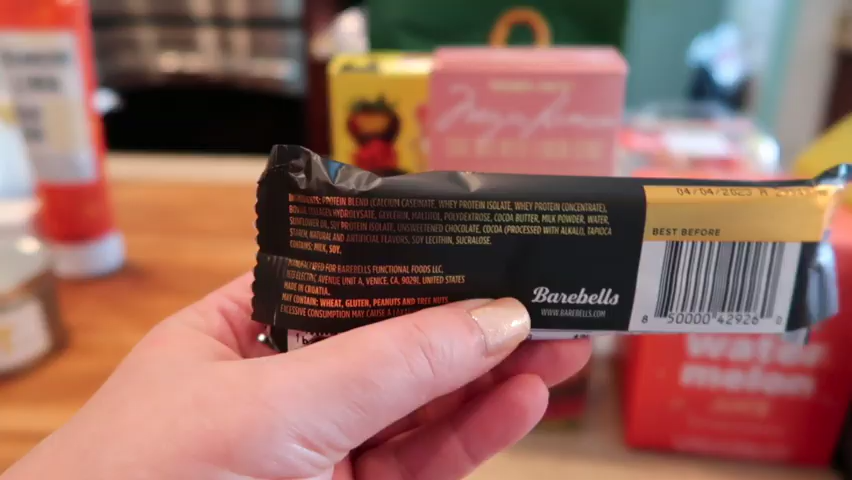 INGREDIENTS: PROTEIN BLEND (CALCIUM CASEINATE, WHEY PROTEIN ISOLATE, WHEY PROTEIN CONCENTRATE),
BOVINE COLLAGEN HYDROLYSATE, GLYCERIN, MALTITOL, POLYDEXTROSE, COCOA BUTTER, MILK POWDER, WATER,
SUNFLOWER OIL, SOY PROTEIN ISOLATE, UNSWEETENED CHOCOLATE, COCOA (PROCESSED WITH ALKALI), TAPIOCA
STARCH, NATURAL AND ARTIFICIAL FLAVORS, SOY LECITHIN, SUCRALOSE.
CONTAINS: MILK, SOY.
FOR BAREBELLS FUNCTIONAL FOODS LLC,
ELECTRIC AVENUE UNIT A, VENICE, CA, 90291, UNITED STATES
MADE IN CROATIA.
MAY CONTAIN: WHEAT, GLUTEN, PEANUTS AND TREE NUTS
EXCESSIVE CONSUMPTION MAY CAUSE A
Barebells
WWW.BAREBELLS.COM
04/04/2023 A
BEST BEFORE
8 50000 42920 0
water
melon